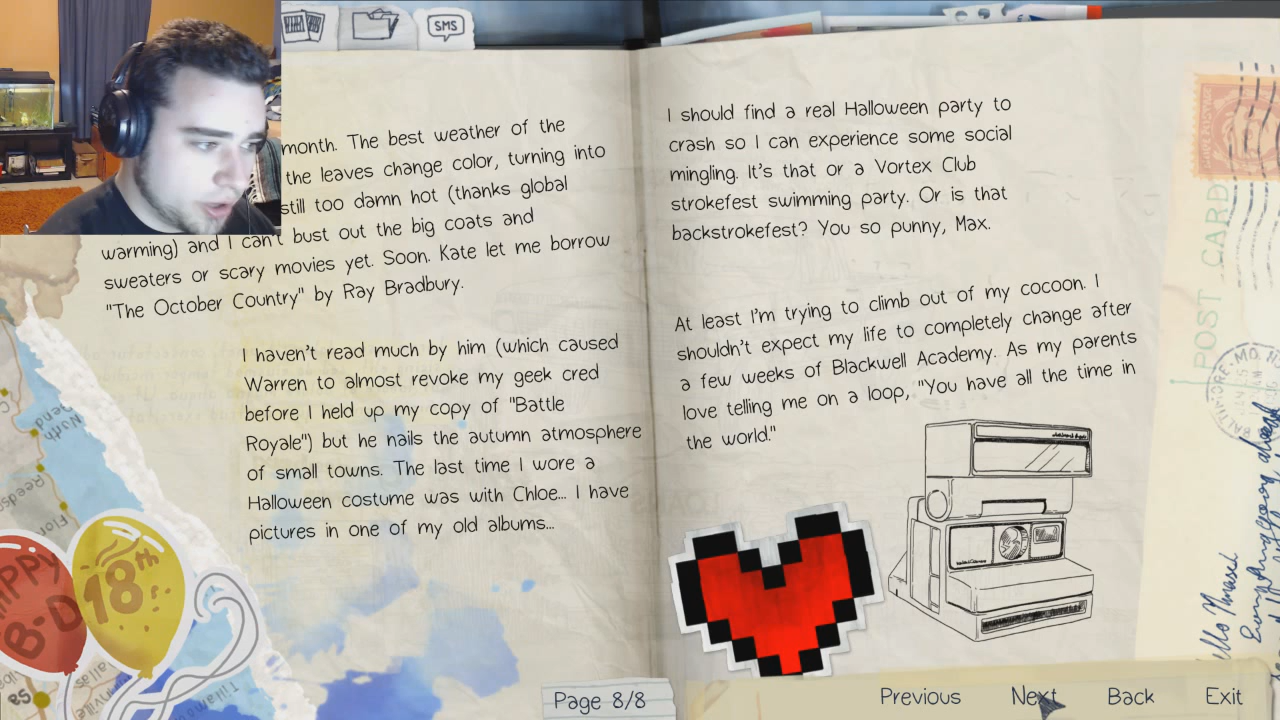 SMS
month. The best weather of the
the leaves change color, turning into
still too damn hot (thanks global
warming) and I can't bust out the big coats and
sweaters or scary movies yet. Soon. Kate let me borrow
"The October Country" by Ray Bradbury.
I haven't read much by him (which caused
Warren to almost revoke my geek cred
before I held up my copy of "Battle
Royale") but he nails the autumn atmosphere
of small towns. The last time I wore a
Halloween costume was with Chloe... I have
pictures in one of my old albums...
I should find a real Halloween party to
crash so I can experience some social
mingling. It's that or a Vortex Club
strokefest swimming party. Or is that
backstrokefest? You so punny, Max.
At least I'm trying to climb out of my cocoon. I
shouldn't expect my life to completely change after
a few weeks of Blackwell Academy. As my parents
love telling me on a loop, "You have all the time in
the world."
POST CARD
18th
B-D
Page 8/8
Previous
Next
Back
Exit